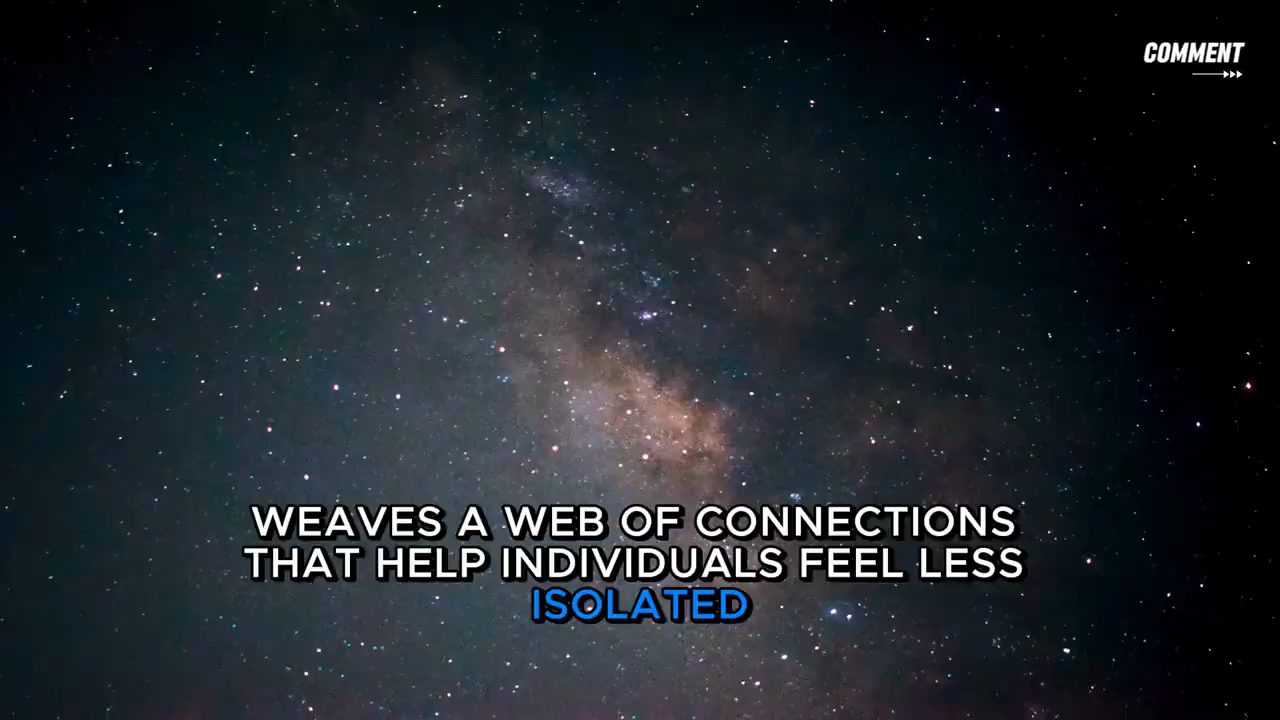 COMMENT
WEAVES A WEB OF CONNECTIONS
THAT HELP INDIVIDUALS FEEL LESS
ISOLATED